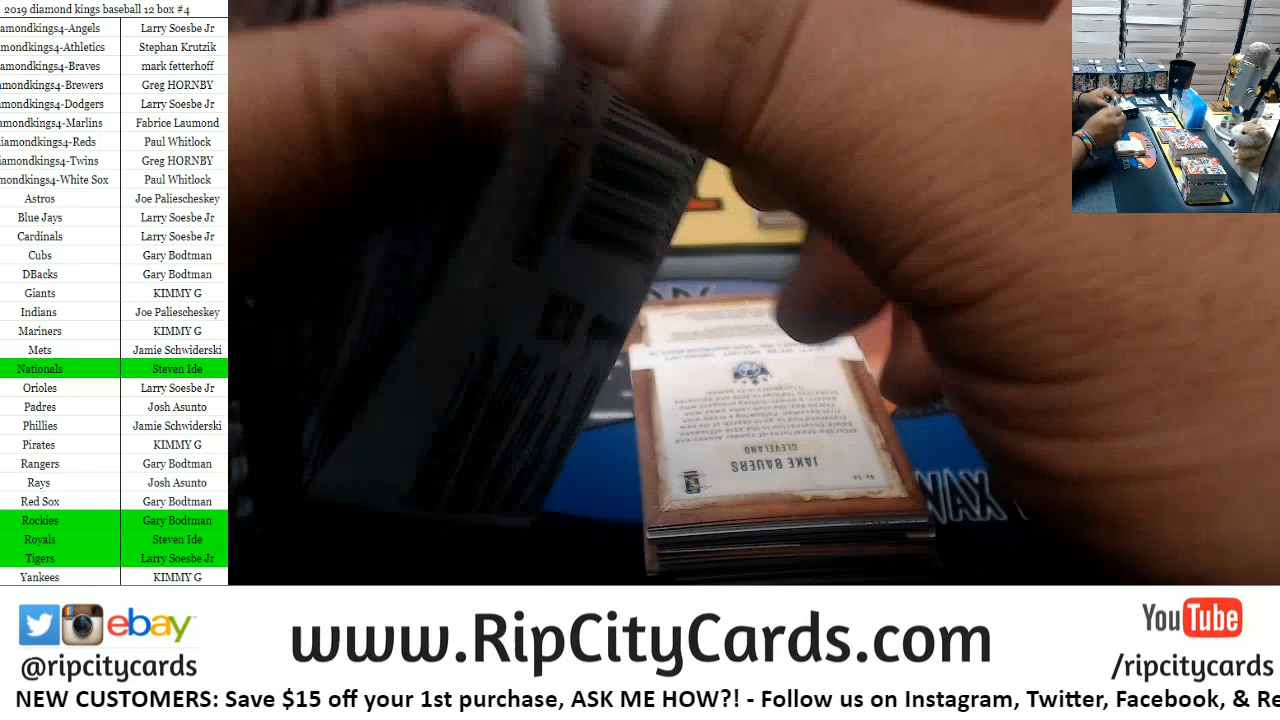 2019 diamond kings baseball 12 box #4
amondkings4-Angels Larry Soesbe Jr
mondkings4-Athletics Stephan Krutzik
amondkings4-Braves mark fetterhoff
amondkings4-Brewers Greg HORNBY
amondkings4-Dodgers Larry Soesbe Jr
amondkings4-Marlins Fabrice Laumond
diamondkings4-Reds Paul Whitlock
iamondkings4-Twins Greg HORNBY
mondkings4-White Sox Paul Whitlock
Astros Joe Paliescheskey
Blue Jays Larry Soesbe Jr
Cardinals Larry Soesbe Jr
Cubs Gary Bodtman
DBacks Gary Bodtman
Giants KIMMY G
Indians Joe Paliescheskey
Mariners KIMMY G
Mets Jamie Schwiderski
Nationals Steven Ide
Orioles Larry Soesbe Jr
Padres Josh Asunto
Phillies Jamie Schwiderski
Pirates KIMMY G
Rangers Gary Bodtman
Rays Josh Asunto
Red Sox Gary Bodtman
Rockies Gary Bodtman
Royals Steven Ide
Tigers Larry Soesbe Jr
Yankees KIMMY G
CLEVELAND
JAKE BAUERS
WAX
ebay
@ripcitycards
www.RipCityCards.com
YouTube
/ripcitycards
NEW CUSTOMERS: Save $15 off your 1st purchase, ASK ME HOW?! - Follow us on Instagram, Twitter, Facebook, & Re